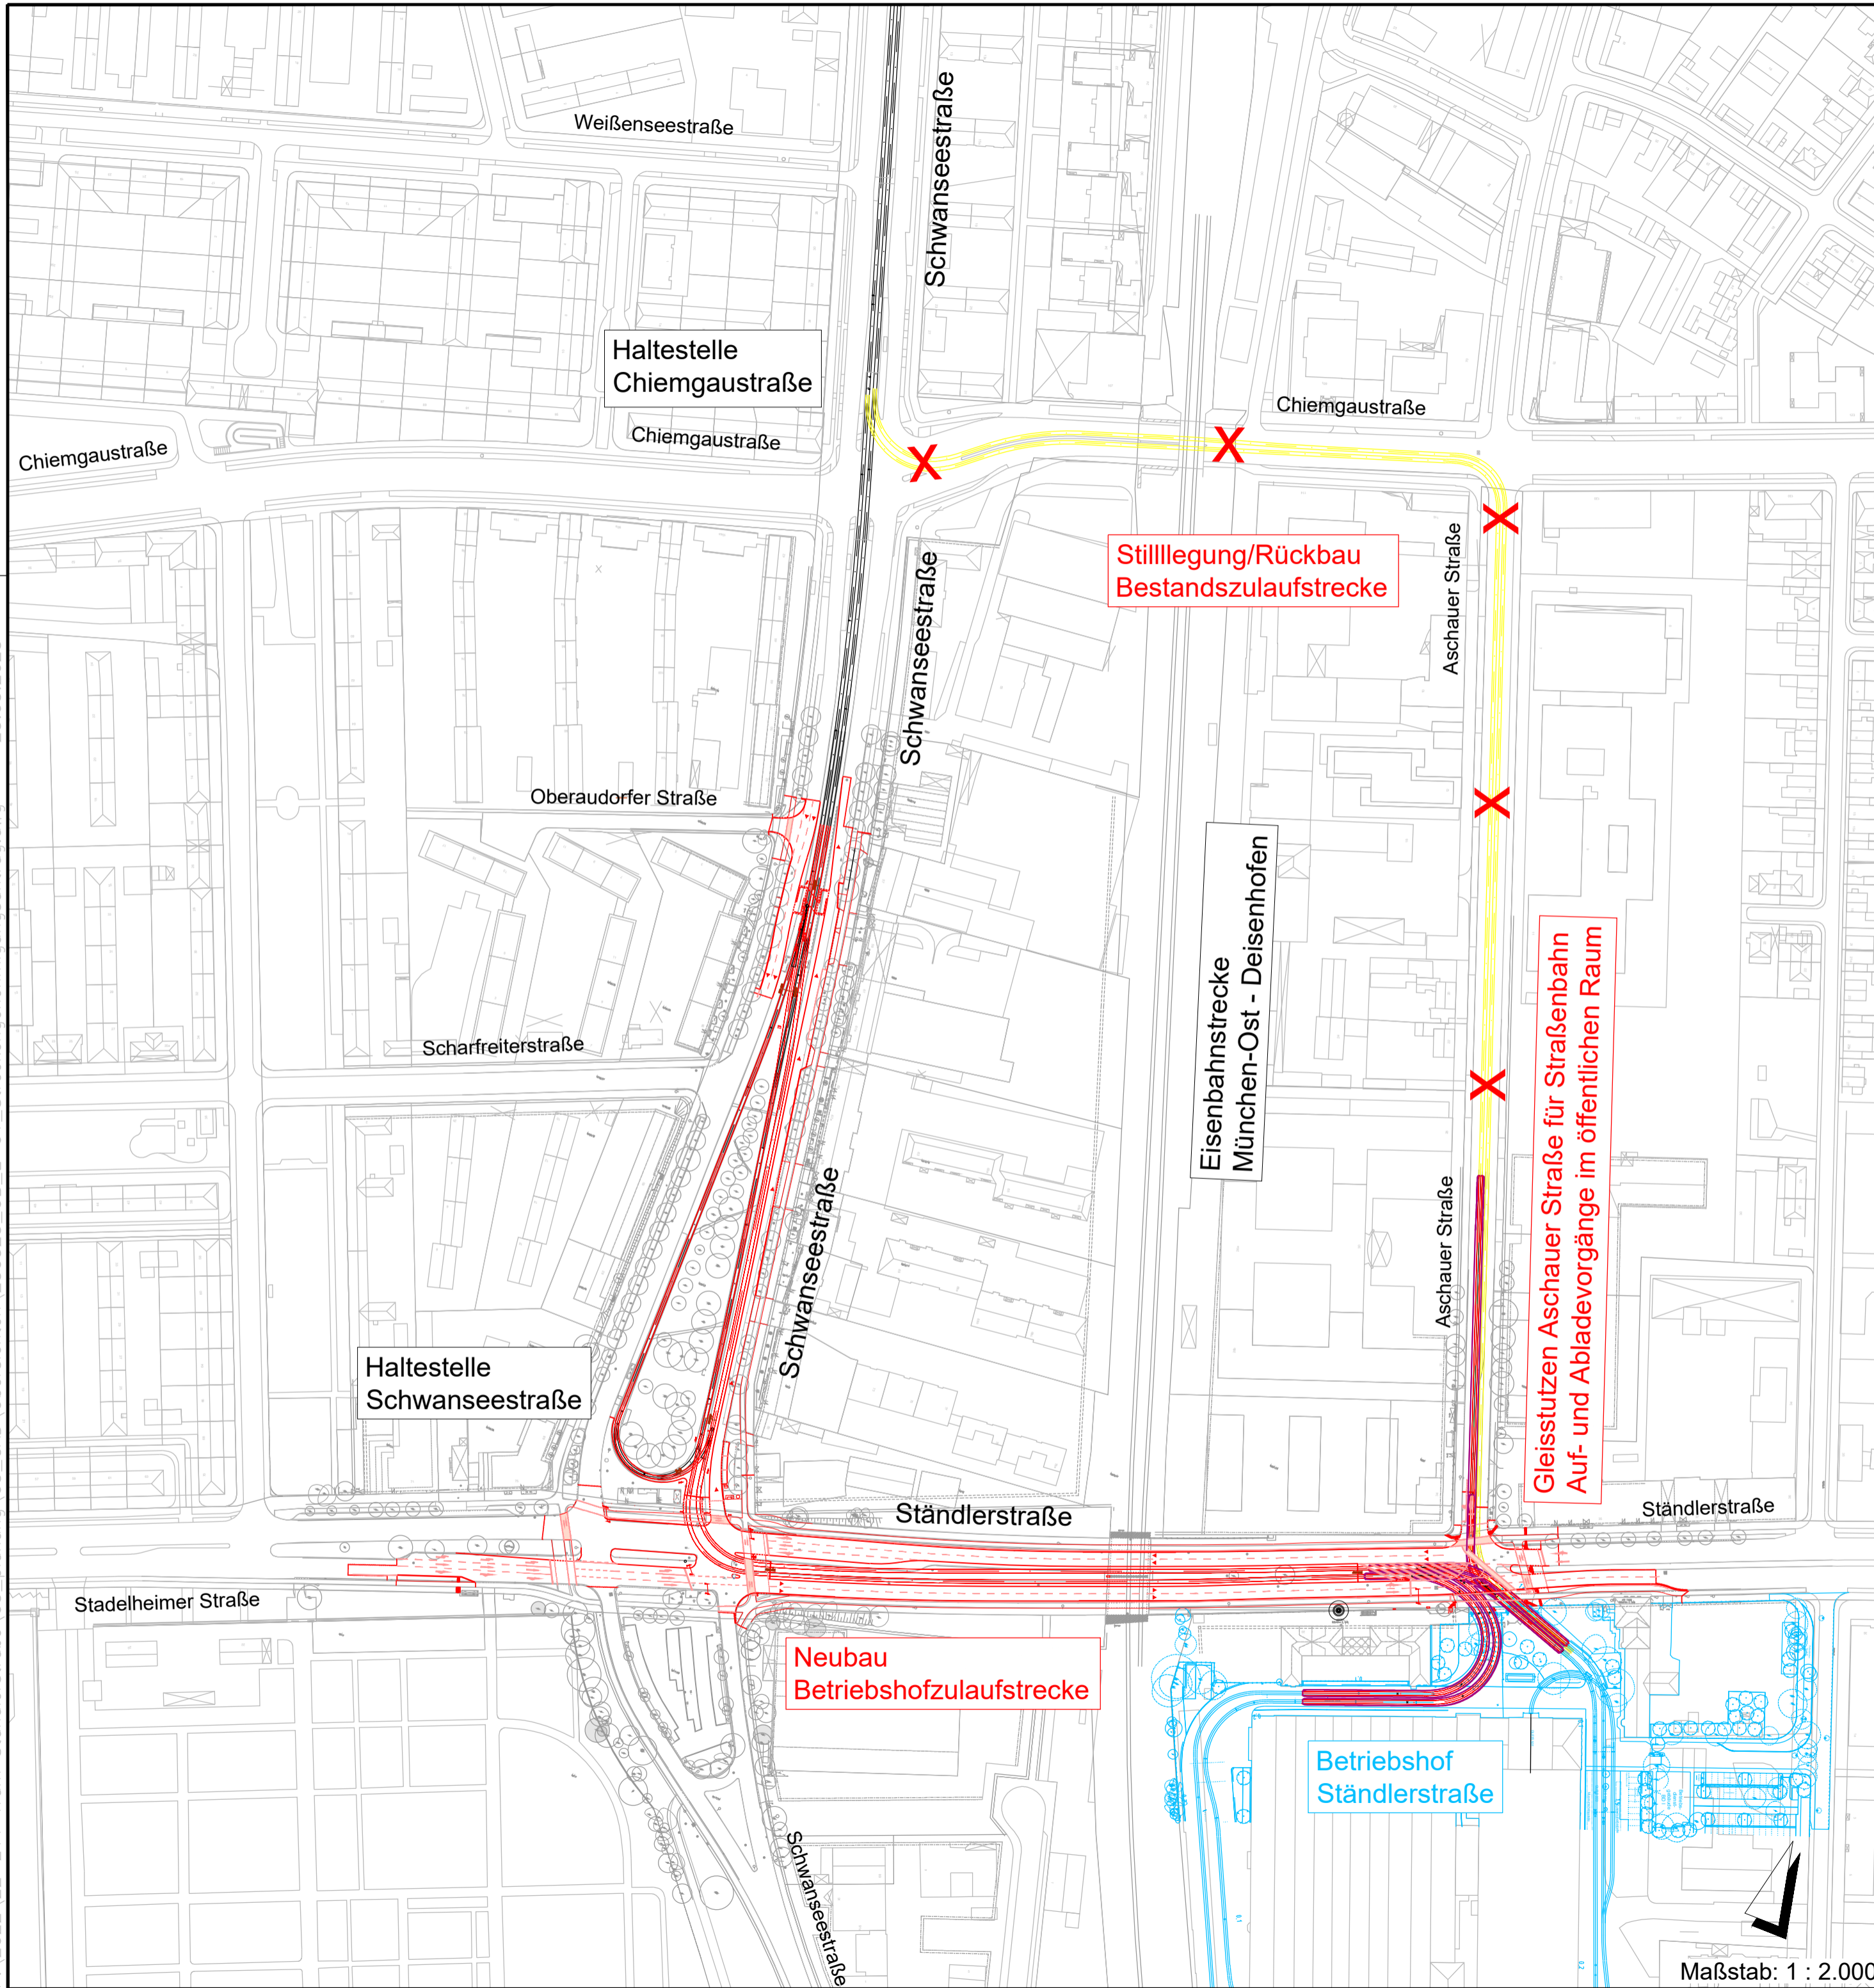 Weißenseestraße
Schwanseestraße
Haltestelle
Chiemgaustraße
Chiemgaustraße
Chiemgaustraße
Chiemgaustraße
Stillllegung/Rückbau
Bestandszulaufstrecke
Aschauer Straße
Schwanseestraße
Oberaudorfer Straße
Eisenbahnstrecke
München-Ost - Deisenhofen
Gleisstutzen Aschauer Straße für Straßenbahn
Auf- und Abladevorgänge im öffentlichen Raum
Scharfreiterstraße
Schwanseestraße
Aschauer Straße
Haltestelle
Schwanseestraße
Ständlerstraße
Ständlerstraße
Stadelheimer Straße
Neubau
Betriebshofzulaufstrecke
Betriebshof
Ständlerstraße
Schwanseestraße
Maßstab: 1 : 2.000